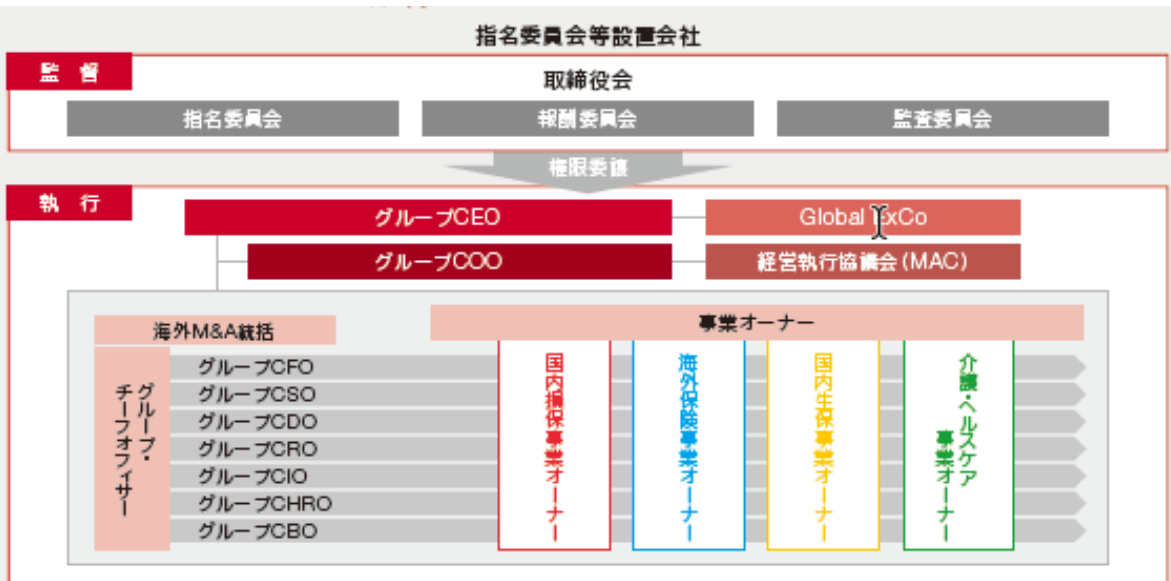 指名委員会等設置会社
監 督
取締役会
指名委員会
報酬委員会
監査委員会
権限委譲
執 行
グループCEO
Global ExCo
グループCOO
経営執行協議会(MAC)
海外M&A統括
事業オーナー
グループ・
チーフオフィサー
グループCFO
グループCSO
グループCDO
グループCRO
グループCIO
グループCHRO
グループCBO
国内損保事業オーナー
海外保険事業オーナー
国内生保事業オーナー
介護・ヘルスケア
事業オーナー